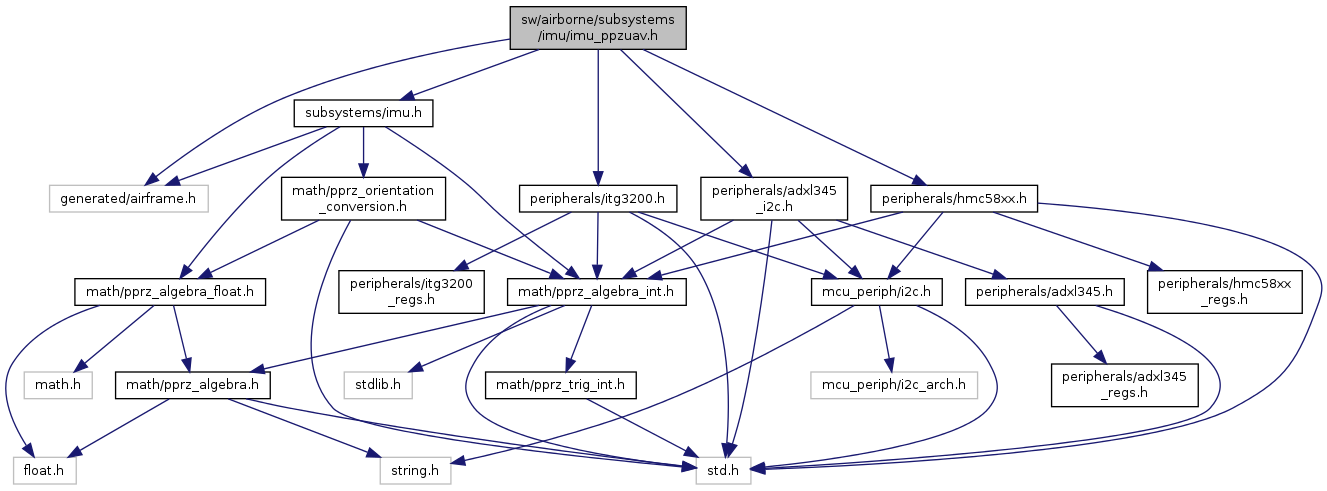 sw/airborne/subsystems
/imu/imu_ppzuav.h
subsystems/imu.h
generated/airframe.h
math/pprz_orientation
_conversion.h
peripherals/itg3200.h
peripherals/adxl345
_i2c.h
peripherals/hmc58xx.h
math/pprz_algebra_float.h
peripherals/itg3200
_regs.h
math/pprz_algebra_int.h
mcu_periph/i2c.h
peripherals/adxl345.h
peripherals/hmc58xx
_regs.h
math.h
math/pprz_algebra.h
stdlib.h
math/pprz_trig_int.h
mcu_periph/i2c_arch.h
peripherals/adxl345
_regs.h
float.h
string.h
std.h